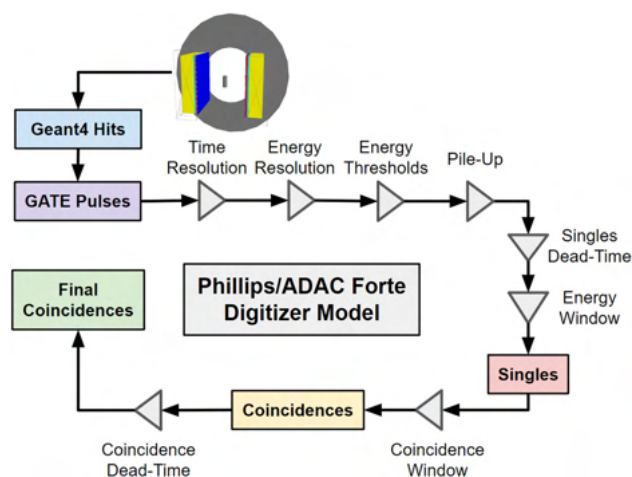 Geant4 Hits
GATE Pulses
Time
Resolution
Energy
Resolution
Energy
Thresholds
Pile-Up
Singles
Dead-Time
Energy
Window
Singles
Coincidence
Window
Coincidences
Coincidence
Dead-Time
Final
Coincidences
Phillips/ADAC Forte
Digitizer Model